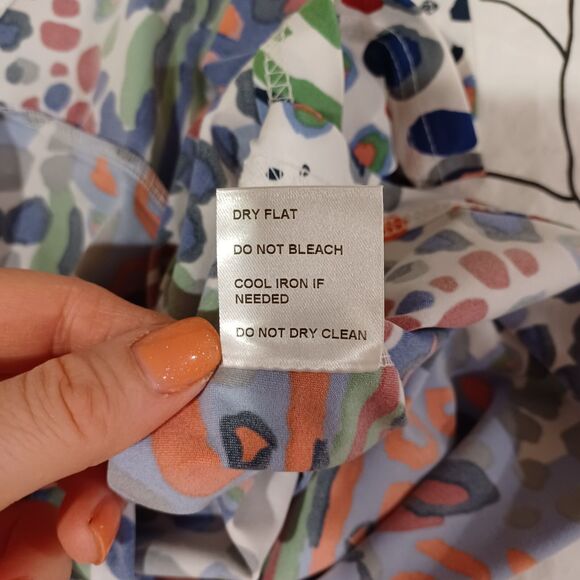 DRY FLAT
DO NOT BLEACH
COOL IRON IF
NEEDED
DO NOT DRY CLEAN